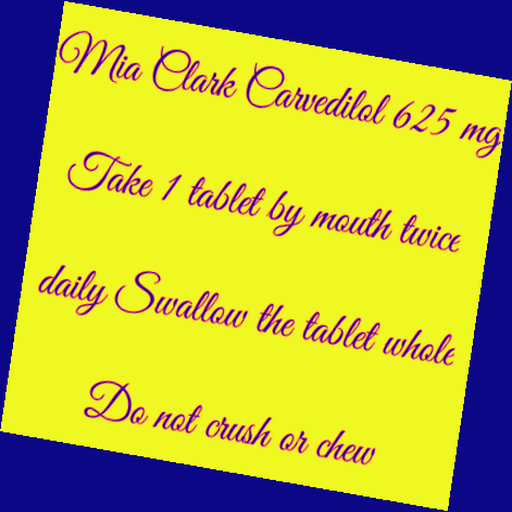 Mia Clark Carvedilol 625 mg
Take 1 tablet by mouth twice
daily Swallow the tablet whole
Do not crush or chew